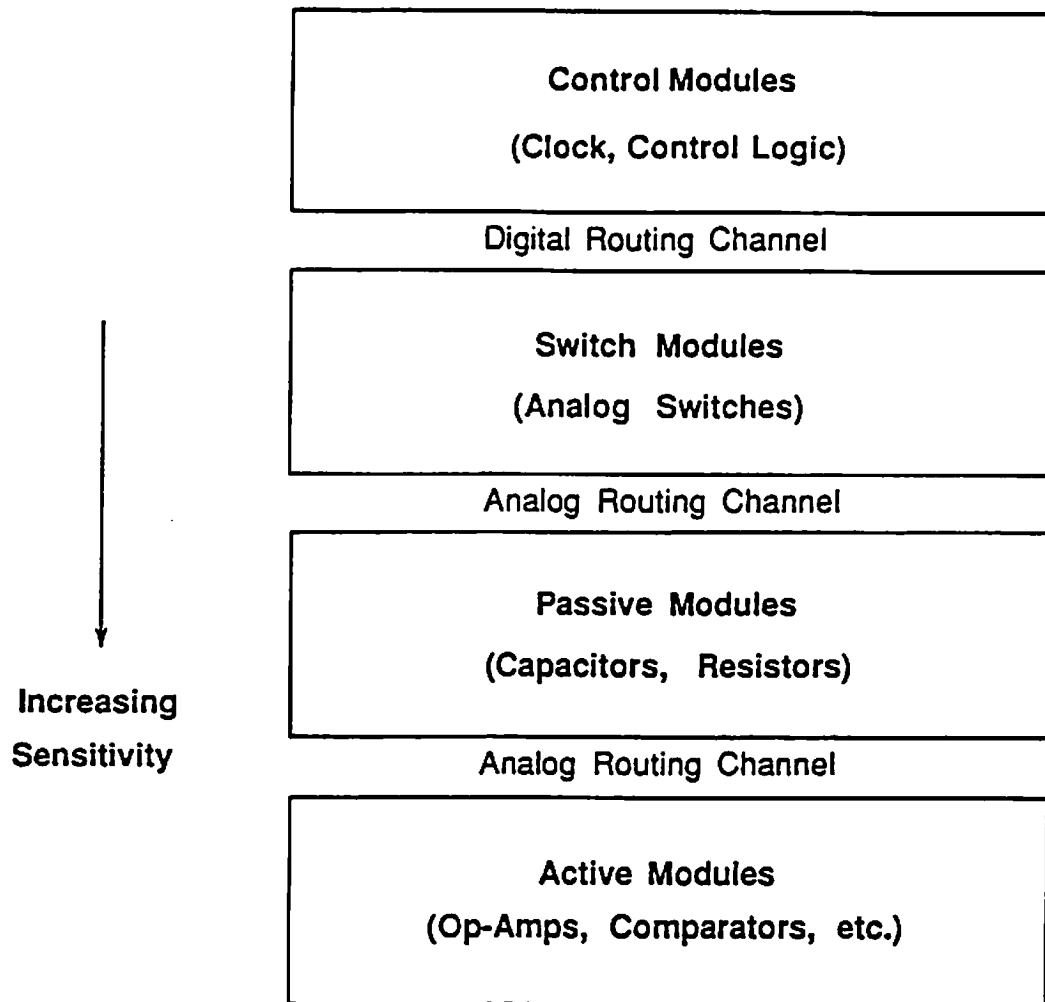 Control Modules
(Clock, Control Logic)
Digital Routing Channel
Switch Modules
(Analog Switches)
Analog Routing Channel
Passive Modules
(Capacitors, Resistors)
Increasing
Sensitivity
Analog Routing Channel
Active Modules
(Op-Amps, Comparators, etc.)